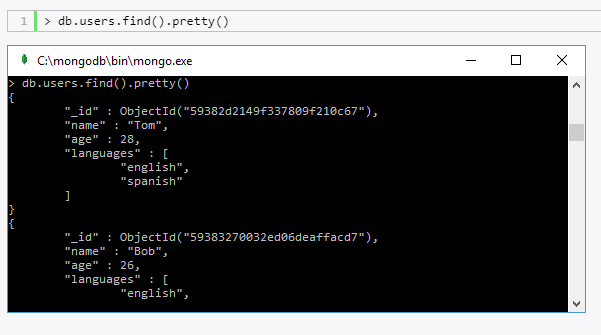 1 > db.users.find().pretty()
C:\mongodb\bin\mongo.exe
> db.users.find().pretty()
{
        "_id" : ObjectId("59382d2149f337809f210c67"),
        "name" : "Tom",
        "age" : 28,
        "languages" : [
                "english",
                "spanish"
        ]
}
{
        "_id" : ObjectId("59383270032ed06deaffacd7"),
        "name" : "Bob",
        "age" : 26,
        "languages" : [
                "english",